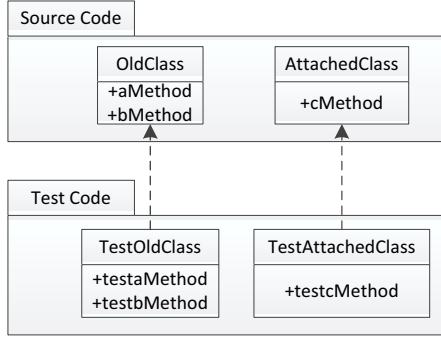 Source Code
OldClass
+aMethod
+bMethod
AttachedClass
+cMethod
Test Code
TestOldClass
+testaMethod
+testbMethod
TestAttachedClass
+testcMethod